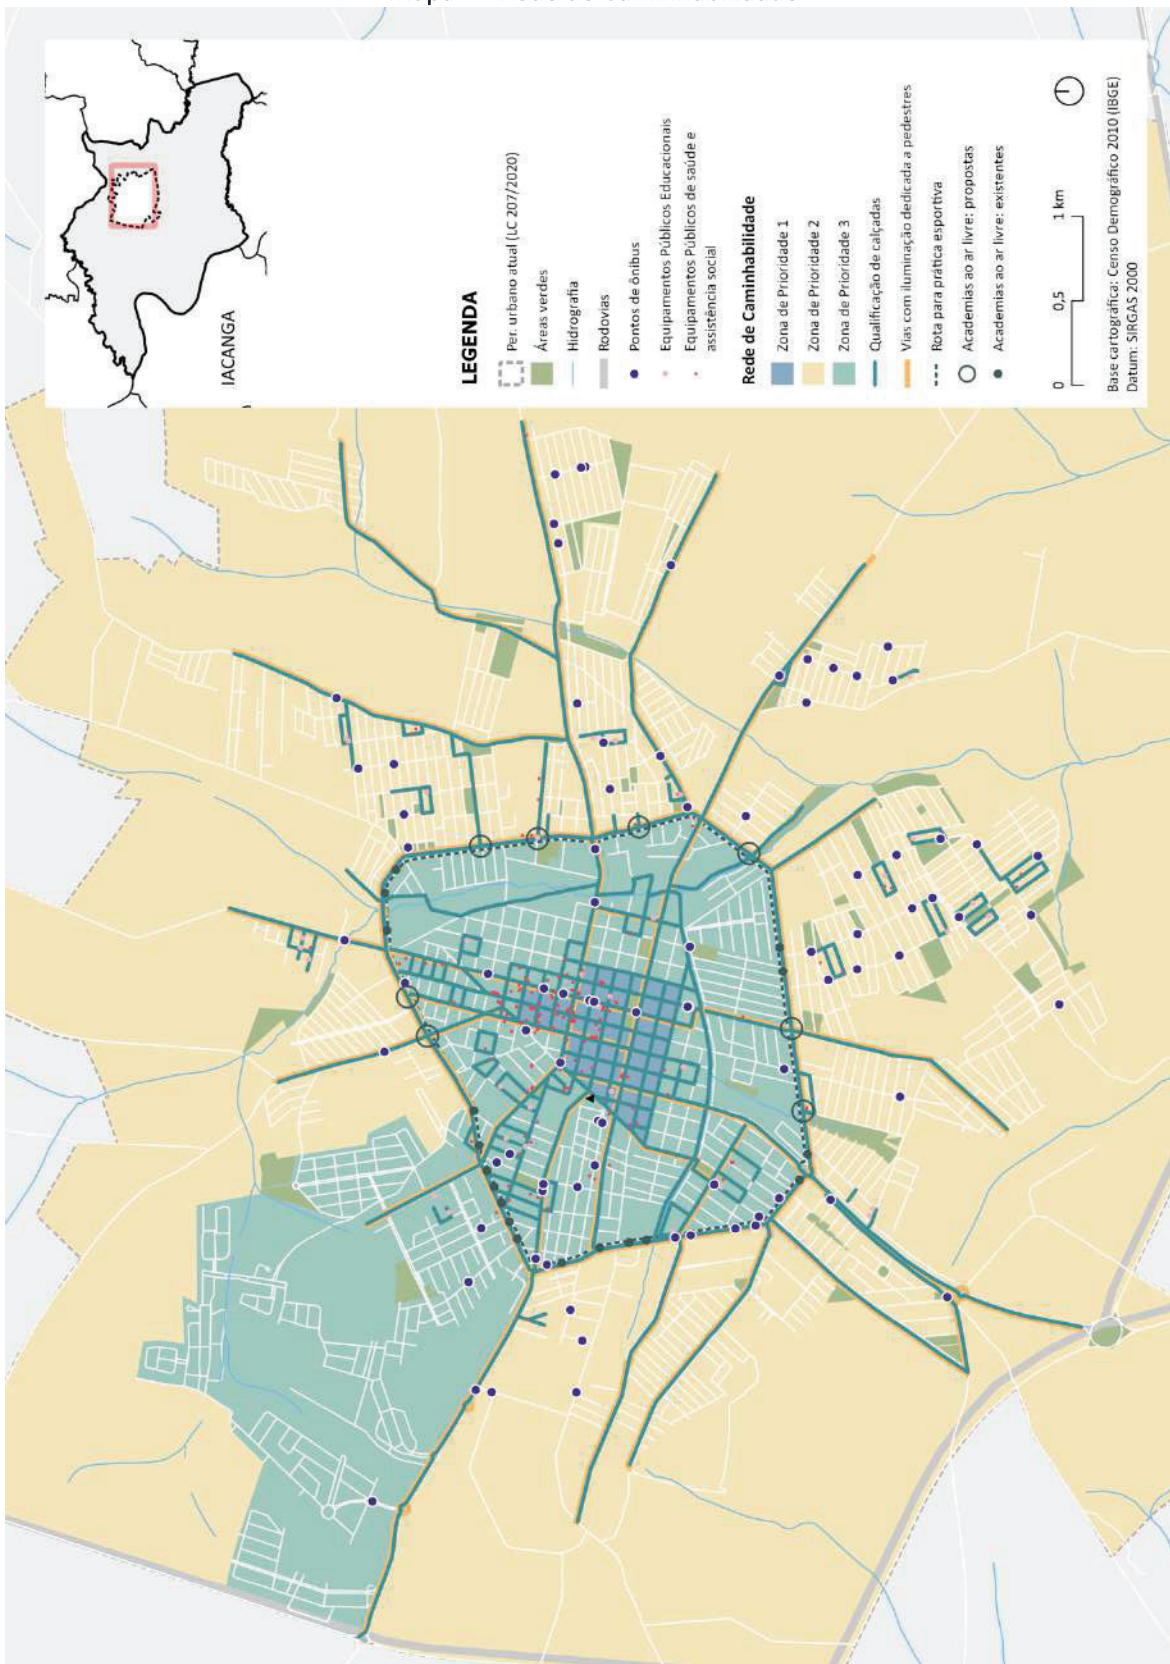 IACANGA
LEGENDA
Per. urbano atual (LC 207/2020)
Áreas verdes
Hidrografia
Rodovias
Pontos de ônibus
Equipamentos Públicos Educacionais
Equipamentos Públicos de saúde e
assistência social
Rede de Caminhabilidade
Zona de Prioridade 1
Zona de Prioridade 2
Zona de Prioridade 3
Qualificação de calçadas
Vias com iluminação dedicada a pedestres
Rota para prática esportiva
Academias ao ar livre: propostas
Academias ao ar livre: existentes
0 0,5 1 km
Base cartográfica: Censo Demográfico 2010 (IBGE)
Datum: SIRGAS 2000